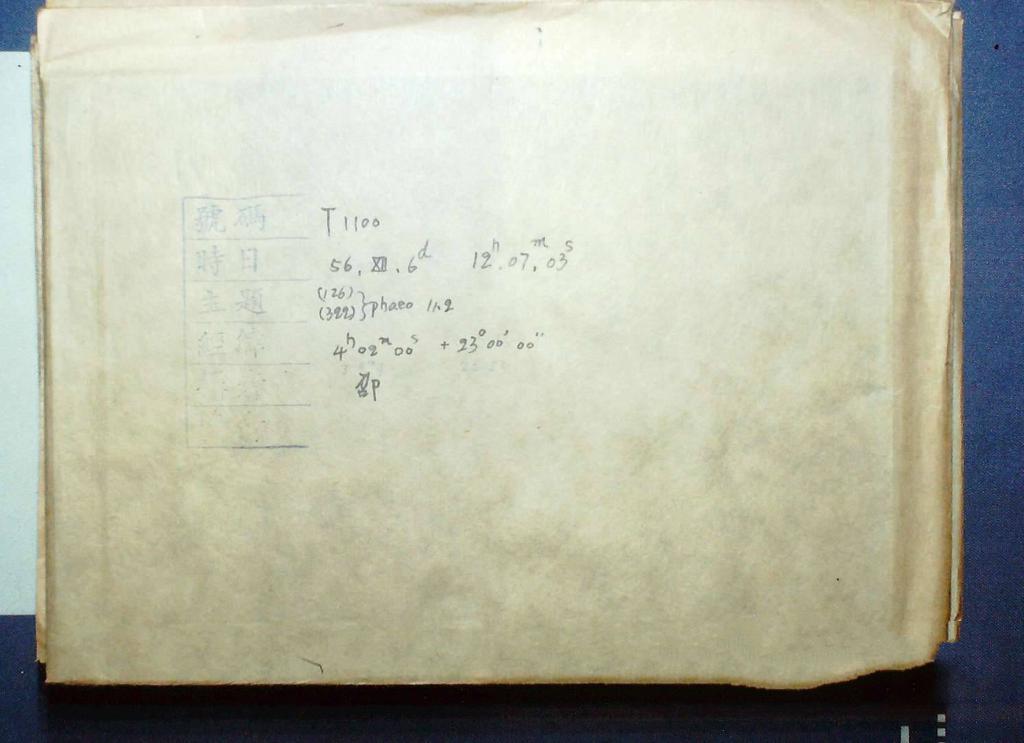 號碼 T 1100
時日 56. XII. 6d 12h.07m.03s
主題 (126) (322) } phaeo 11.2
經緯 4h 02m 00s + 23° 00' 00"